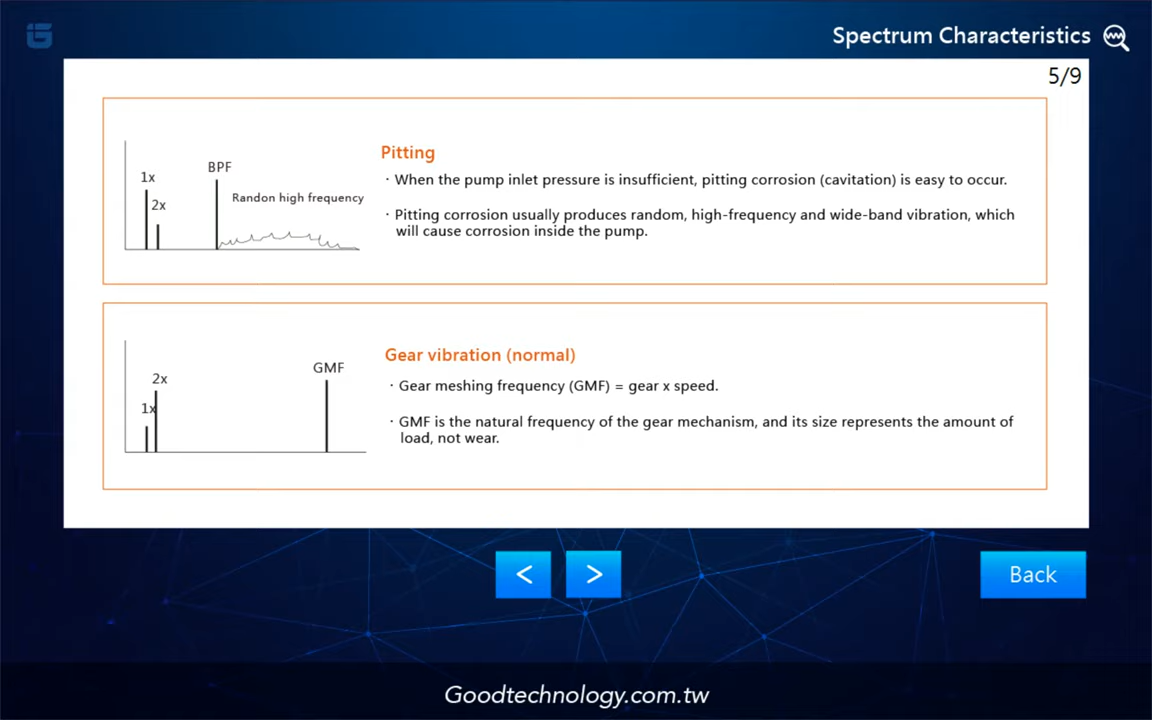 Spectrum Characteristics
5/9
Pitting
1x
2x
BPF
Randon high frequency
· When the pump inlet pressure is insufficient, pitting corrosion (cavitation) is easy to occur.
· Pitting corrosion usually produces random, high-frequency and wide-band vibration, which
will cause corrosion inside the pump.
Gear vibration (normal)
1x
2x
GMF
· Gear meshing frequency (GMF) = gear x speed.
· GMF is the natural frequency of the gear mechanism, and its size represents the amount of
load, not wear.
<
>
Back
Goodtechnology.com.tw